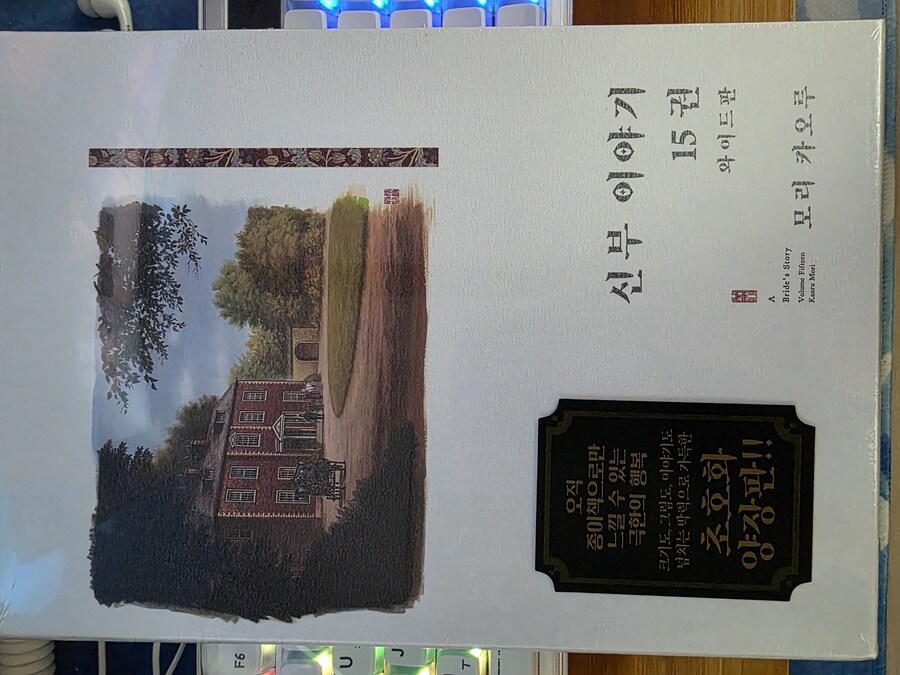 신부 이야기
15 권
와이드판
모리 카오루
A
Bride's Story
Volume Fifteen
Kaoru Mori
오직
종이책으로만
느낄 수 있는
극한의 행복
크기도, 그림도, 이야기도
넘치는 박력으로 가득한
초호화
양장판!!
F6
U
J
T